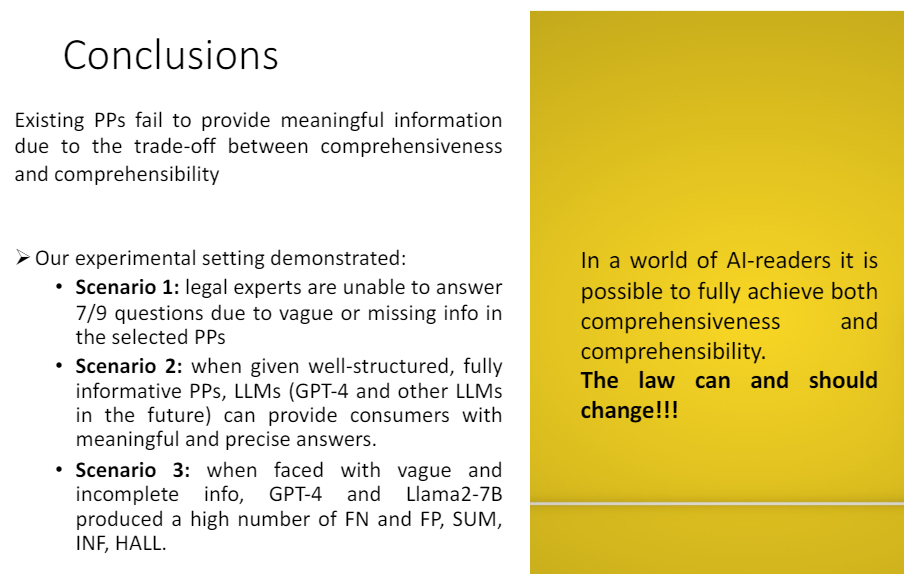 Conclusions
Existing PPs fail to provide meaningful information
due to the trade-off between comprehensiveness
and comprehensibility
➢ Our experimental setting demonstrated:
• Scenario 1: legal experts are unable to answer
7/9 questions due to vague or missing info in
the selected PPs
• Scenario 2: when given well-structured, fully
informative PPs, LLMs (GPT-4 and other LLMs
in the future) can provide consumers with
meaningful and precise answers.
• Scenario 3: when faced with vague and
incomplete info, GPT-4 and Llama2-7B
produced a high number of FN and FP, SUM,
INF, HALL.
In a world of AI-readers it is
possible to fully achieve both
comprehensiveness and
comprehensibility.
The law can and should
change!!!